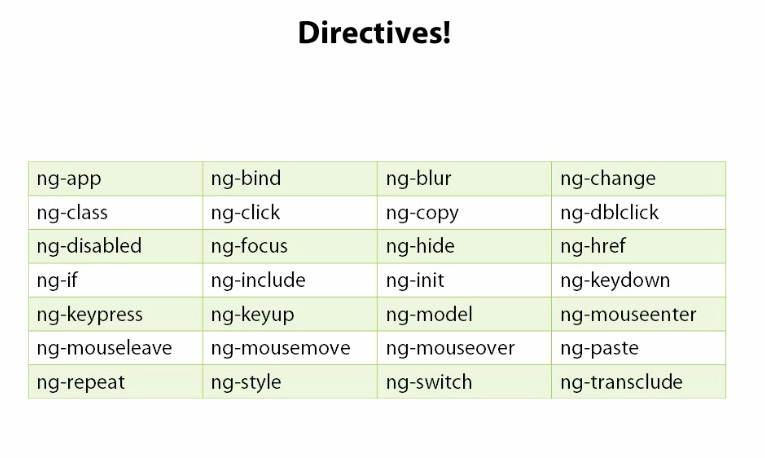 Directives!
ng-app ng-bind ng-blur ng-change
ng-class ng-click ng-copy ng-dblclick
ng-disabled ng-focus ng-hide ng-href
ng-if ng-include ng-init ng-keydown
ng-keypress ng-keyup ng-model ng-mouseenter
ng-mouseleave ng-mousemove ng-mouseover ng-paste
ng-repeat ng-style ng-switch ng-transclude